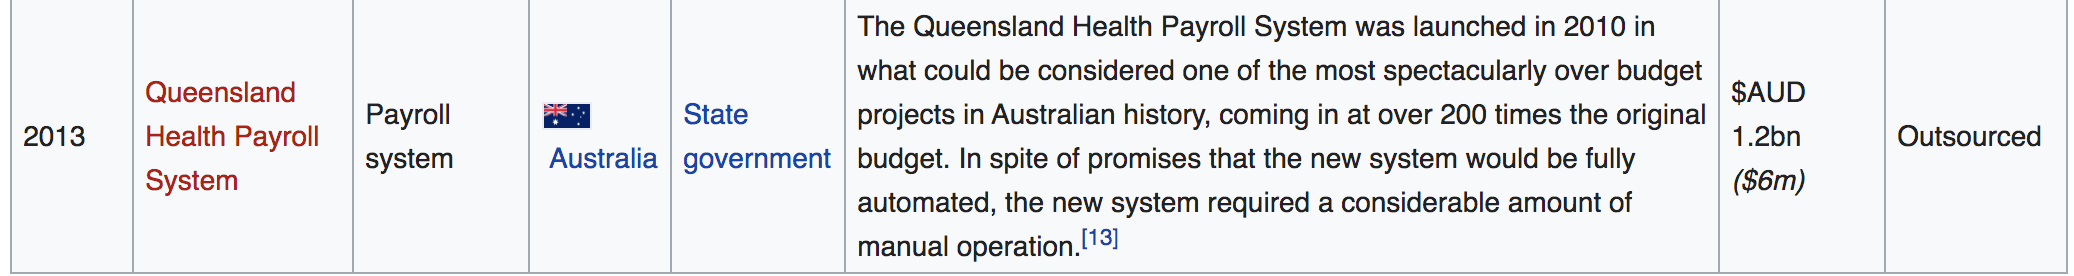 2013
Queensland
Health Payroll
System
Payroll
system
Australia
State
government
The Queensland Health Payroll System was launched in 2010 in
what could be considered one of the most spectacularly over budget
projects in Australian history, coming in at over 200 times the original
budget. In spite of promises that the new system would be fully
automated, the new system required a considerable amount of
manual operation.[13]
$AUD
1.2bn
($6m)
Outsourced